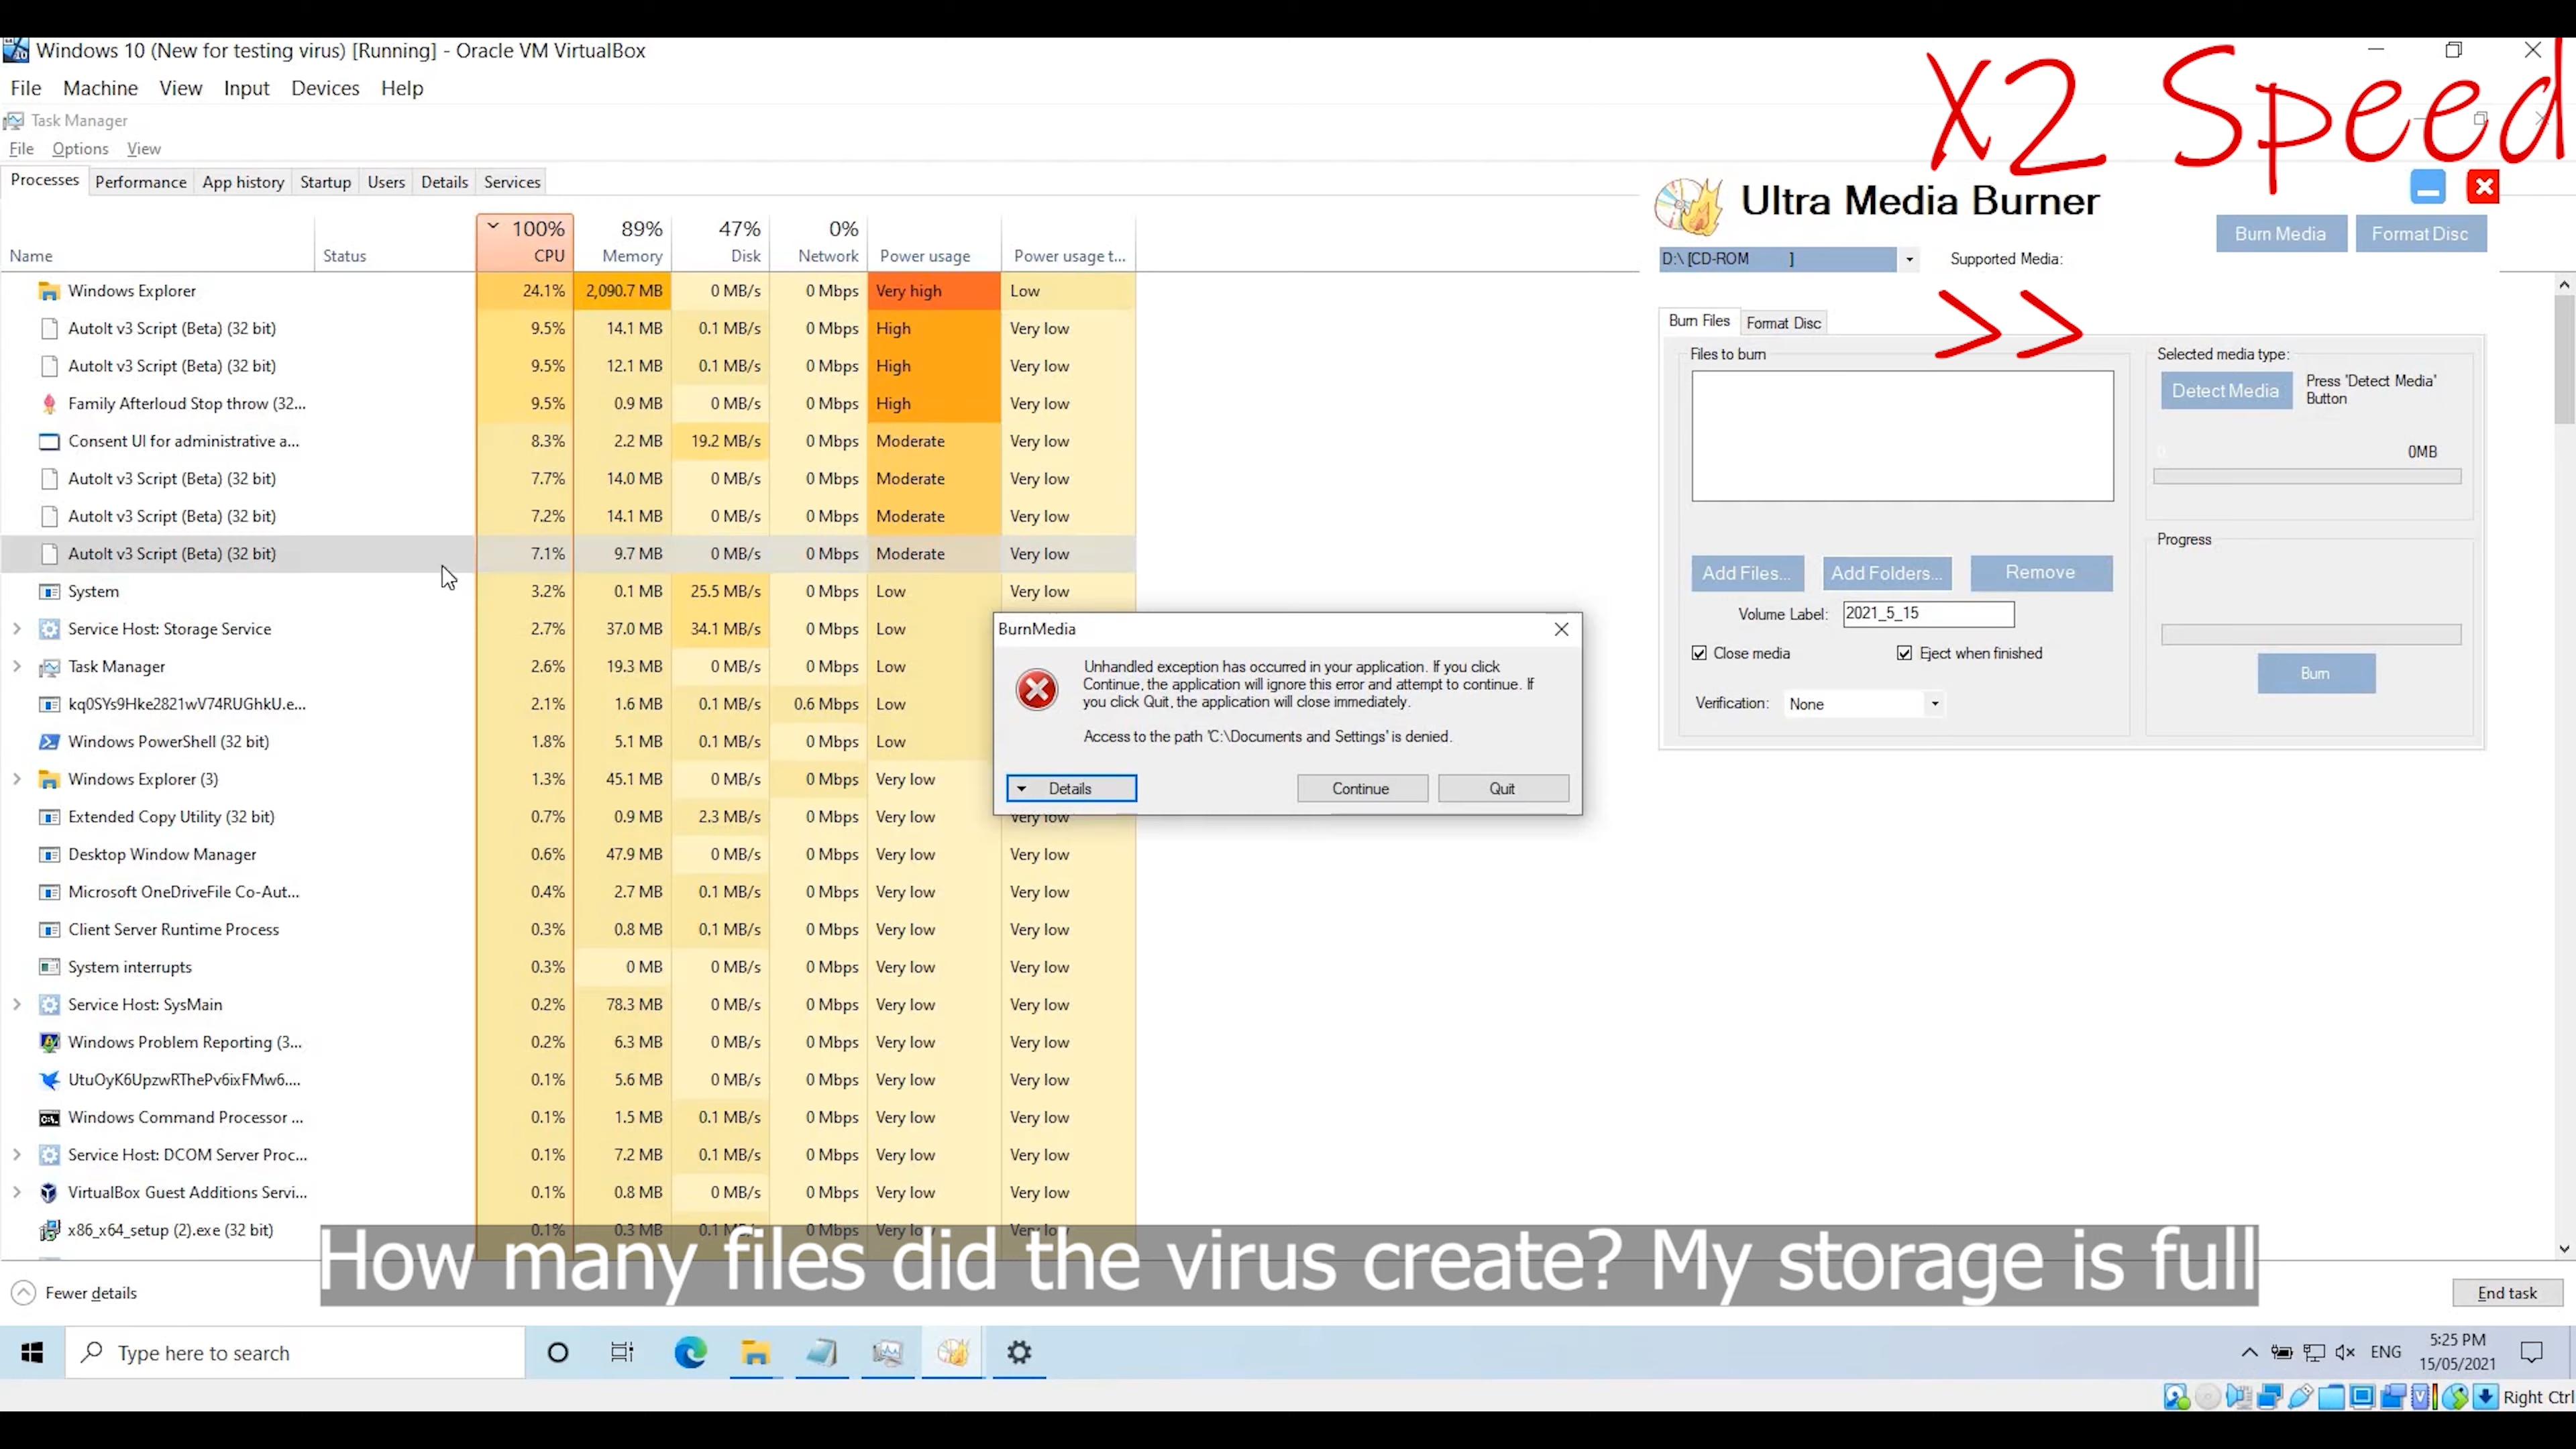 Windows 10 (New for testing virus) [Running] - Oracle VM VirtualBox
X2 Speed
File Machine View Input Devices Help
Task Manager
File Options View
Processes Performance App history Startup Users Details Services
Name Status 100% CPU 89% Memory 47% Disk 0% Network Power usage Power usage t...
Windows Explorer 24.1% 2,090.7 MB 0 MB/s 0 Mbps Very high Low
AutoIt v3 Script (Beta) (32 bit) 9.5% 14.1 MB 0.1 MB/s 0 Mbps High Very low
AutoIt v3 Script (Beta) (32 bit) 9.5% 12.1 MB 0.1 MB/s 0 Mbps High Very low
Family Afterloud Stop throw (32... 9.5% 0.9 MB 0 MB/s 0 Mbps High Very low
Consent UI for administrative a... 8.3% 2.2 MB 19.2 MB/s 0 Mbps Moderate Very low
AutoIt v3 Script (Beta) (32 bit) 7.7% 14.0 MB 0 MB/s 0 Mbps Moderate Very low
AutoIt v3 Script (Beta) (32 bit) 7.2% 14.1 MB 0 MB/s 0 Mbps Moderate Very low
AutoIt v3 Script (Beta) (32 bit) 7.1% 9.7 MB 0 MB/s 0 Mbps Moderate Very low
System 3.2% 0.1 MB 25.5 MB/s 0 Mbps Low Very low
Service Host: Storage Service 2.7% 37.0 MB 34.1 MB/s 0 Mbps Low
Task Manager 2.6% 19.3 MB 0 MB/s 0 Mbps Low
kq0SYs9Hke2821wV74RUGhkU.e... 2.1% 1.6 MB 0.1 MB/s 0.6 Mbps Low
Windows PowerShell (32 bit) 1.8% 5.1 MB 0.1 MB/s 0 Mbps Low
Windows Explorer (3) 1.3% 45.1 MB 0 MB/s 0 Mbps Very low
Extended Copy Utility (32 bit) 0.7% 0.9 MB 2.3 MB/s 0 Mbps Very low Very low
Desktop Window Manager 0.6% 47.9 MB 0 MB/s 0 Mbps Very low Very low
Microsoft OneDriveFile Co-Aut... 0.4% 2.7 MB 0.1 MB/s 0 Mbps Very low Very low
Client Server Runtime Process 0.3% 0.8 MB 0.1 MB/s 0 Mbps Very low Very low
System interrupts 0.3% 0 MB 0 MB/s 0 Mbps Very low Very low
Service Host: SysMain 0.2% 78.3 MB 0 MB/s 0 Mbps Very low Very low
Windows Problem Reporting (3... 0.2% 6.3 MB 0 MB/s 0 Mbps Very low Very low
UtuOyK6UpzwRThePv6ixFMw6.... 0.1% 5.6 MB 0 MB/s 0 Mbps Very low Very low
Windows Command Processor ... 0.1% 1.5 MB 0.1 MB/s 0 Mbps Very low Very low
Service Host: DCOM Server Proc... 0.1% 7.2 MB 0.1 MB/s 0 Mbps Very low Very low
VirtualBox Guest Additions Servi... 0.1% 0.8 MB 0 MB/s 0 Mbps Very low Very low
x86_x64_setup (2).exe (32 bit) 0.1% 0.3 MB 0.1 MB/s 0 Mbps Very low Very low
Ultra Media Burner
Burn Media Format Disc
D:\ [CD-ROM ] Supported Media:
>>
Burn Files Format Disc
Files to burn
Selected media type:
Detect Media
Press 'Detect Media'
Button
0 0MB
Progress
Add Files... Add Folders... Remove
Volume Label: 2021_5_15
Close media Eject when finished
Burn
Verification: None
BurnMedia
Unhandled exception has occurred in your application. If you click
Continue, the application will ignore this error and attempt to continue. If
you click Quit, the application will close immediately.
Access to the path 'C:\Documents and Settings' is denied.
Details Continue Quit
How many files did the virus create? My storage is full
Fewer details End task
Type here to search
ENG 5:25 PM
15/05/2021
Right Ctrl